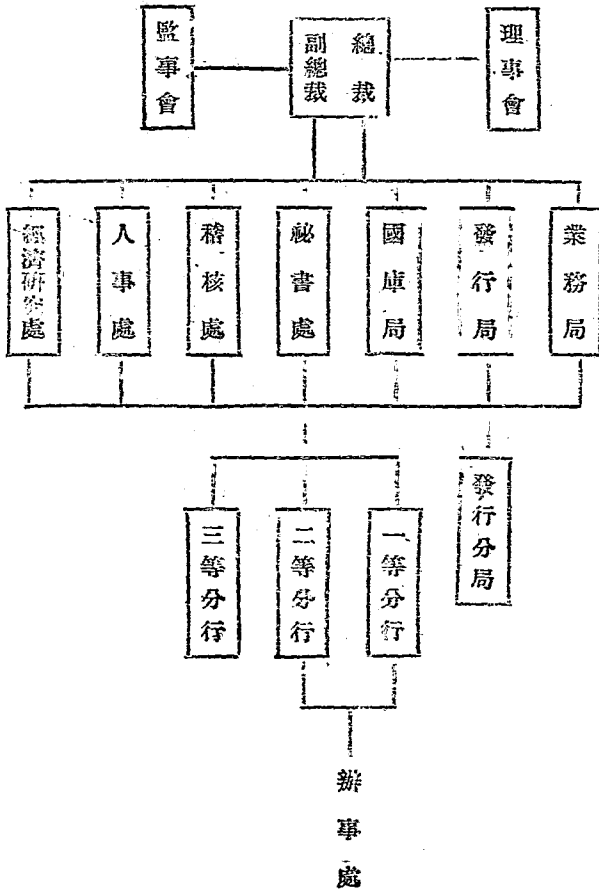 理事會
總裁
副總裁
監事會
業務局
發行局
國庫局
祕書處
稽核處
人事處
經濟研究處
發行分局
一等分行
二等分行
三等分行
辦事處